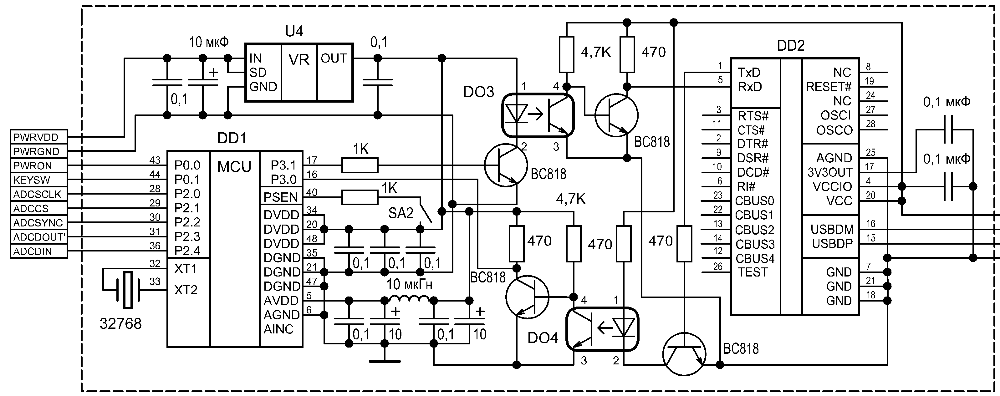 U4
10 мкФ
0,1
IN
SD
GND
VR
OUT
0,1
PWRVDD
PWRGND
PWRON
KEYSW
ADCSCLK
ADCCS
ADCSYNC
ADCDOUT'
ADCDIN
DD1
43
44
28
29
30
31
36
32
33
P0.0
P0.1
P2.0
P2.1
P2.2
P2.3
P2.4
XT1
XT2
MCU
P3.1
P3.0
PSEN
DVDD
DVDD
DVDD
DGND
DGND
DGND
AVDD
AGND
AINC
17
16
40
34
20
48
35
21
47
5
6
32768
1K
1K
SA2
0,1
0,1
0,1
10 мкГн
0,1
+
10
0,1
+
10
+
DO3
1
4
2
3
BC818
4,7K
470
BC818
4,7K
470
BC818
470
470
DO4
4
1
3
2
BC818
DD2
1
5
3
11
2
9
10
6
23
22
13
14
12
26
TxD
RxD
RTS#
CTS#
DTR#
DSR#
DCD#
RI#
CBUS0
CBUS1
CBUS2
CBUS3
CBUS4
TEST
NC
RESET#
NC
OSCI
OSCO
AGND
3V3OUT
VCCIO
VCC
USBDM
USBDP
GND
GND
GND
8
19
24
27
28
25
17
4
20
16
15
7
21
18
0,1 мкФ
0,1 мкФ